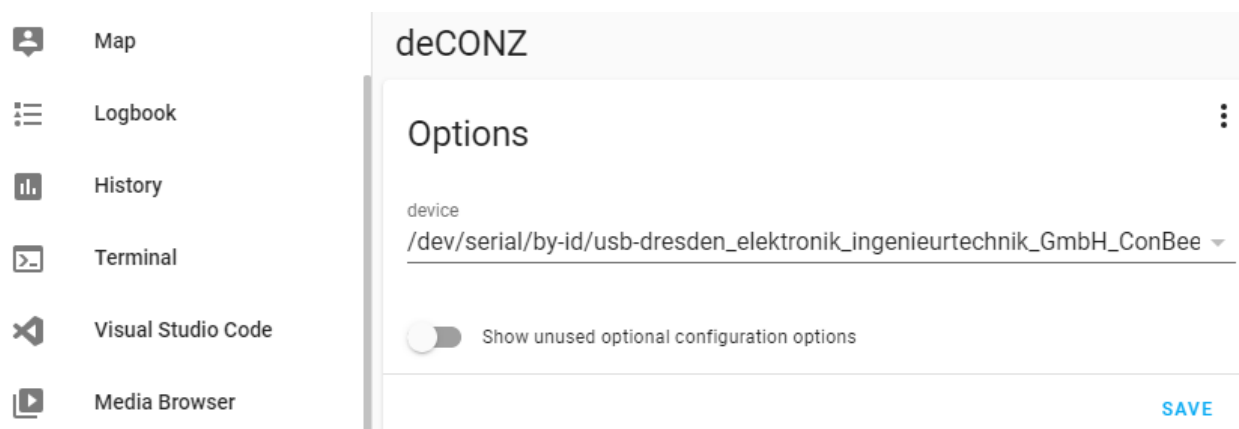 Map
Logbook
History
Terminal
Visual Studio Code
Media Browser
deCONZ
Options
device
/dev/serial/by-id/usb-dresden_elektronik_ingenieurtechnik_GmbH_ConBee
Show unused optional configuration options
SAVE